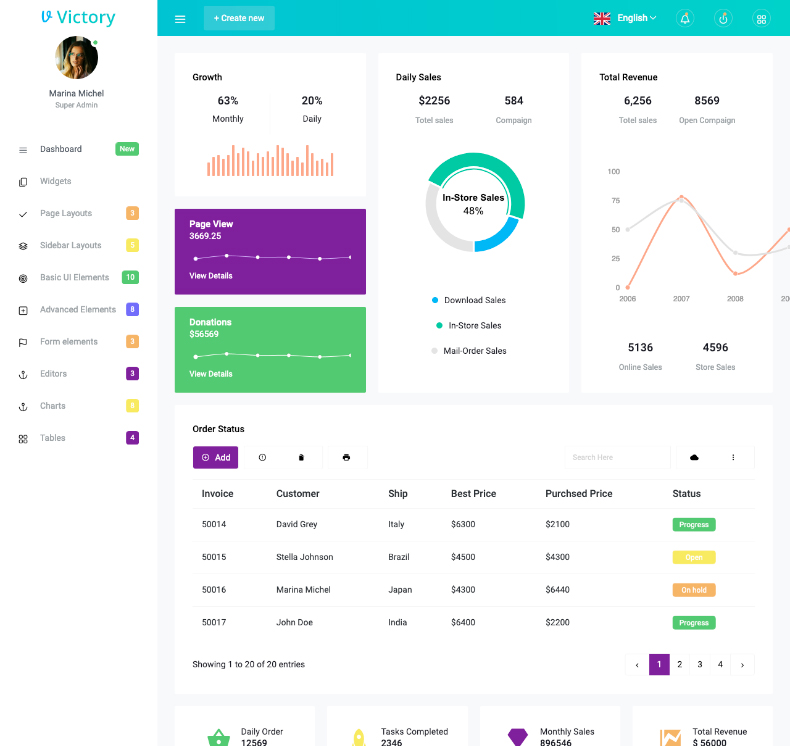 Victory
Marina Michel
Super Admin
Dashboard New
Widgets
Page Layouts 3
Sidebar Layouts 5
Basic UI Elements 10
Advanced Elements 8
Form elements 3
Editors 3
Charts 8
Tables 4
+ Create new
English
Growth
63% 20%
Monthly Daily
Page View
3669.25
View Details
Donations
$56569
View Details
Daily Sales
$2256 584
Totel sales Compaign
In-Store Sales
48%
Download Sales
In-Store Sales
Mail-Order Sales
Total Revenue
6,256 8569
Totel sales Open Compaign
100
75
50
25
0
2006 2007 2008 20
5136 4596
Online Sales Store Sales
Order Status
Add
Search Here
Invoice Customer Ship Best Price Purchsed Price Status
50014 David Grey Italy $6300 $2100 Progress
50015 Stella Johnson Brazil $4500 $4300 Open
50016 Marina Michel Japan $4300 $6440 On hold
50017 John Doe India $6400 $2200 Progress
Showing 1 to 20 of 20 entries
‹ 1 2 3 4 ›
Daily Order
12569
Tasks Completed
2346
Monthly Sales
896546
Total Revenue
$ 56000